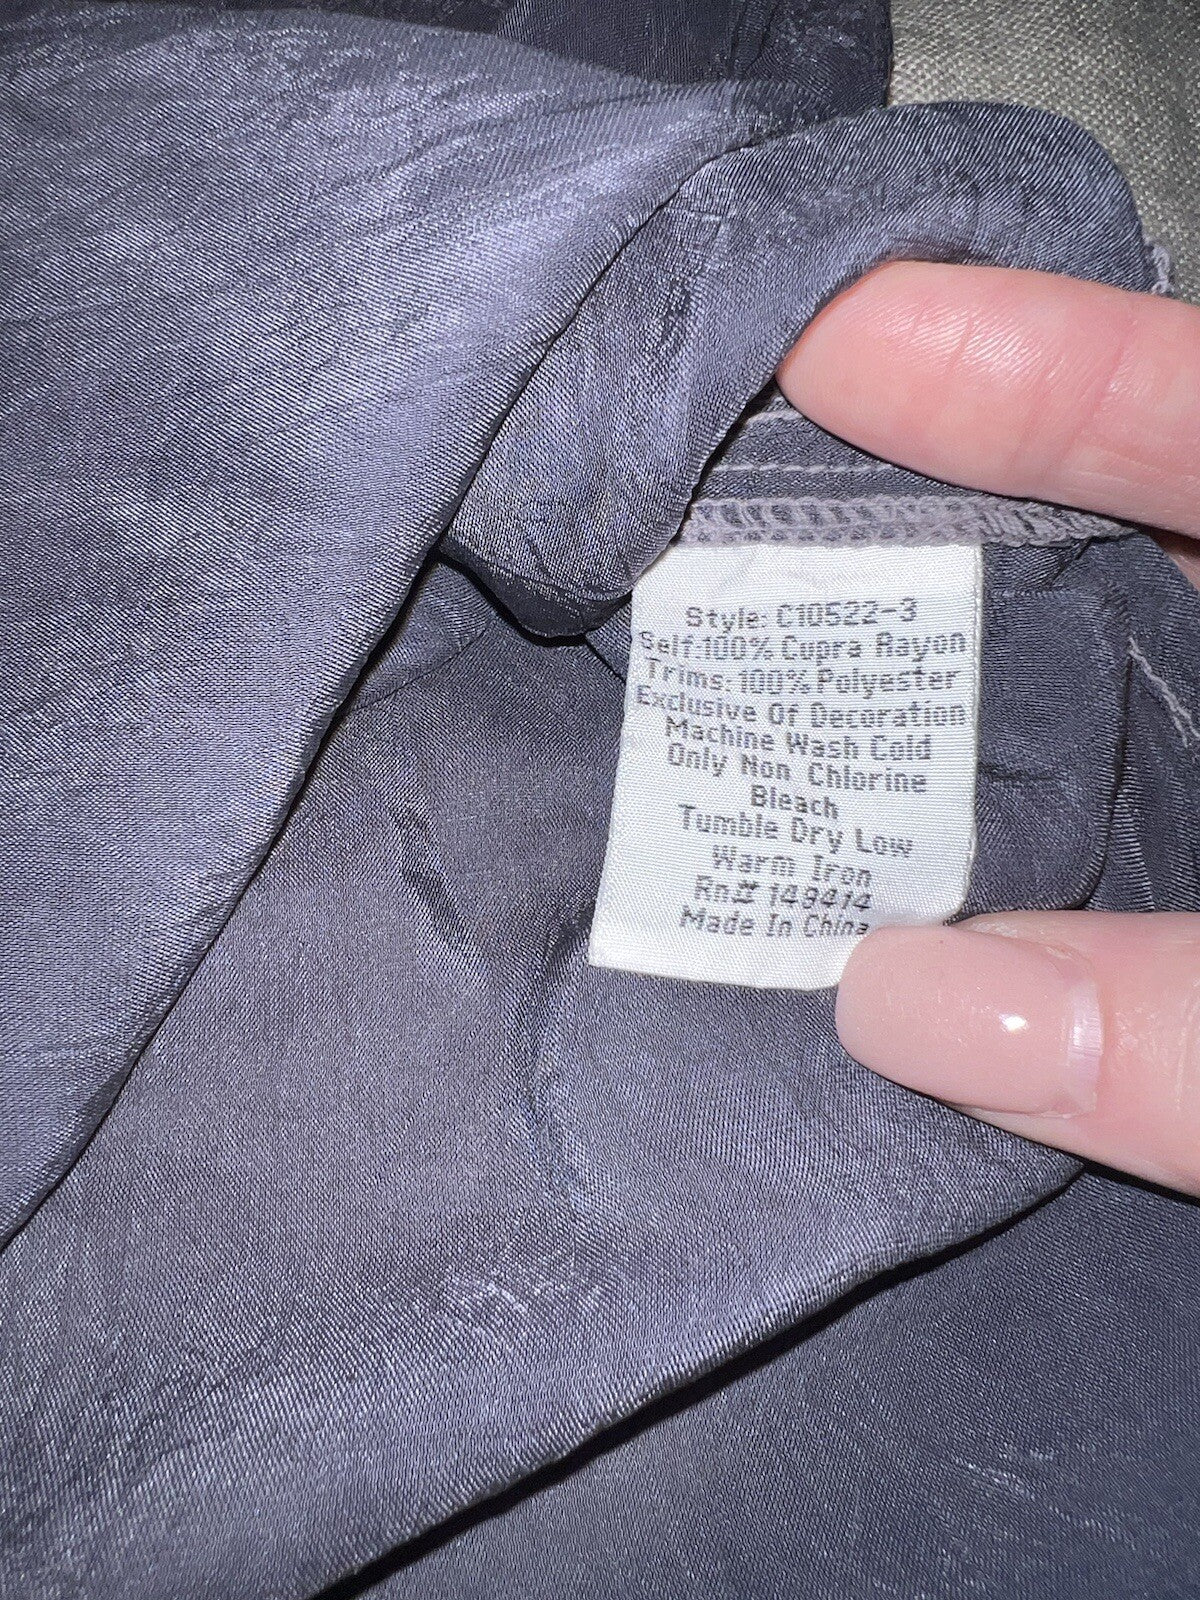 Style: C10522-3
Self:100% Cupra Rayon
Trims:100% Polyester
Exclusive Of Decoration
Machine Wash Cold
Only Non Chlorine
Bleach
Tumble Dry Low
Warm Iron
Rn# 149414
Made In China